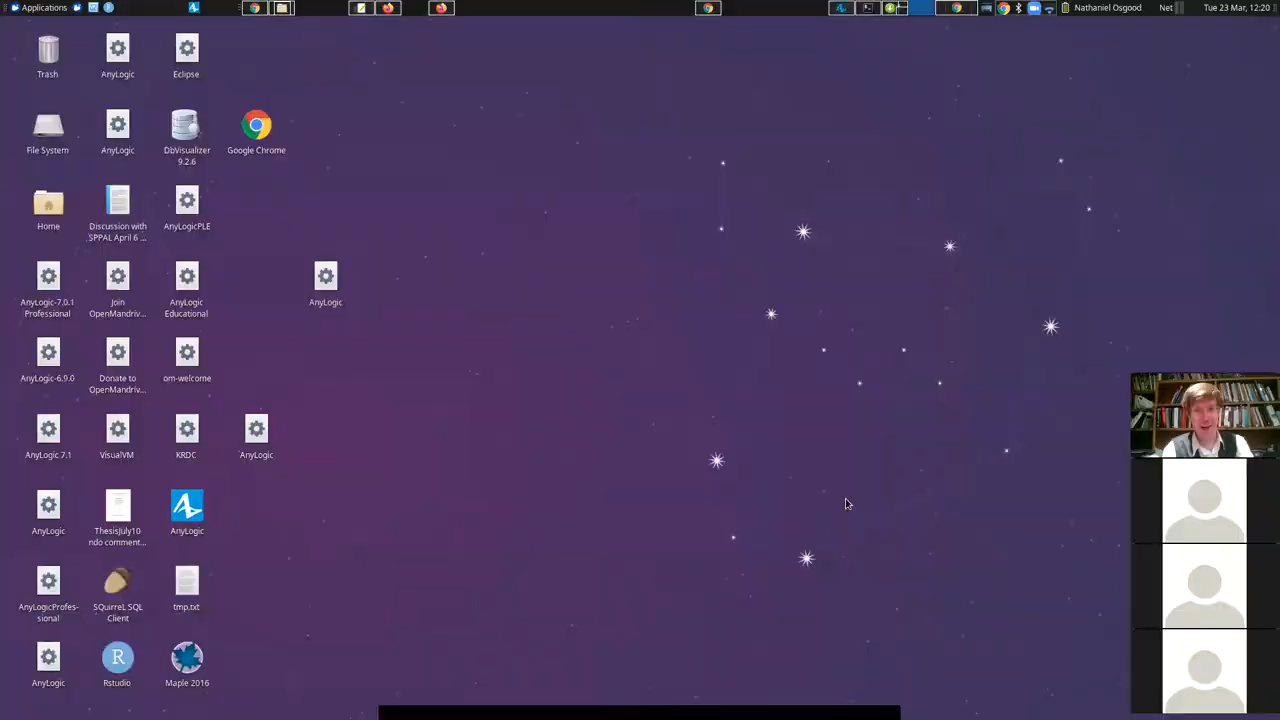 Applications
Nathaniel Osgood
Net
Tue 23 Mar, 12:20
Trash
AnyLogic
Eclipse
File System
AnyLogic
DbVisualizer
9.2.6
Google Chrome
Home
Discussion with
SPPAL April 6 ...
AnyLogicPLE
AnyLogic-7.0.1
Professional
Join
OpenMandriv...
AnyLogic
Educational
AnyLogic
AnyLogic-6.9.0
Donate to
OpenMandriv...
om-welcome
AnyLogic 7.1
VisualVM
KRDC
AnyLogic
AnyLogic
ThesisJuly10
ndo comment...
AnyLogic
AnyLogicProfes-
sional
SQuirreL SQL
Client
tmp.txt
AnyLogic
R
Rstudio
Maple 2016